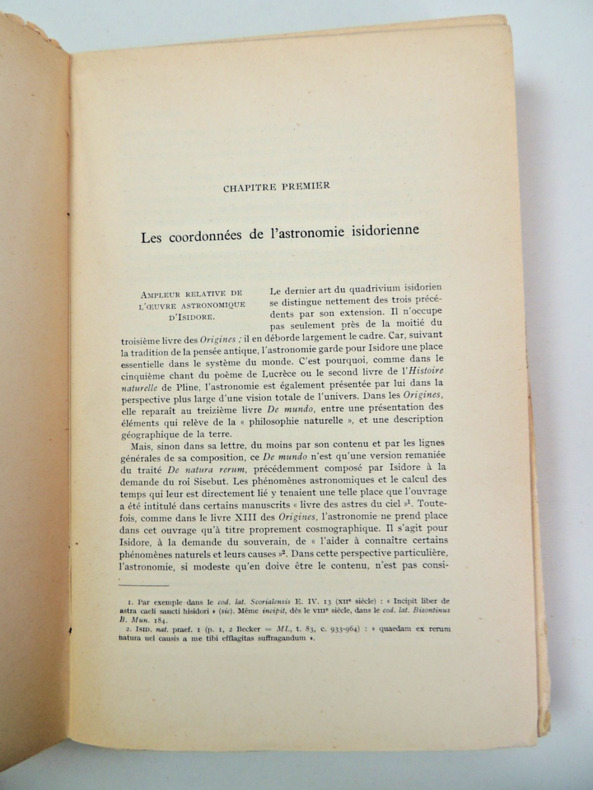 CHAPITRE PREMIER
Les coordonnées de l'astronomie isidorienne
AMPLEUR RELATIVE DE
L'ŒUVRE ASTRONOMIQUE
D'ISIDORE.
Le dernier art du quadrivium isidorien
se distingue nettement des trois précé-
dents par son extension. Il n'occupe
pas seulement près de la moitié du
troisième livre des Origines ; il en déborde largement le cadre. Car, suivant
la tradition de la pensée antique, l'astronomie garde pour Isidore une place
essentielle dans le système du monde. C'est pourquoi, comme dans le
cinquième chant du poème de Lucrèce ou le second livre de l'Histoire
naturelle de Pline, l'astronomie est également présentée par lui dans la
perspective plus large d'une vision totale de l'univers. Dans les Origines,
elle reparaît au treizième livre De mundo, entre une présentation des
éléments qui relève de la « philosophie naturelle », et une description
géographique de la terre.
Mais, sinon dans sa lettre, du moins par son contenu et par les lignes
générales de sa composition, ce De mundo n'est qu'une version remaniée
du traité De natura rerum, précédemment composé par Isidore à la
demande du roi Sisebut. Les phénomènes astronomiques et le calcul des
temps qui leur est directement lié y tenaient une telle place que l'ouvrage
a été intitulé dans certains manuscrits « livre des astres du ciel »¹. Toute-
fois, comme dans le livre XIII des Origines, l'astronomie ne prend place
dans cet ouvrage qu'à titre proprement cosmographique. Il s'agit pour
Isidore, à la demande du souverain, de « l'aider à connaître certains
phénomènes naturels et leurs causes »². Dans cette perspective particulière,
l'astronomie, si modeste qu'en doive être le contenu, n'est pas consi-
1. Par exemple dans le cod. lat. Scorialensis E. IV. 13 (XIIᵉ siècle) : « Incipit liber de
astra caeli sancti hisidori » (sic). Même incipit, dès le VIIIᵉ siècle, dans le cod. lat. Bisontinus
B. Mun. 184.
2. ISID. nat. praef. 1 (p. 1, 2 Becker = ML, t. 83, c. 933-964) : « quaedam ex rerum
natura uel causis a me tibi efflagitas suffragandum ».